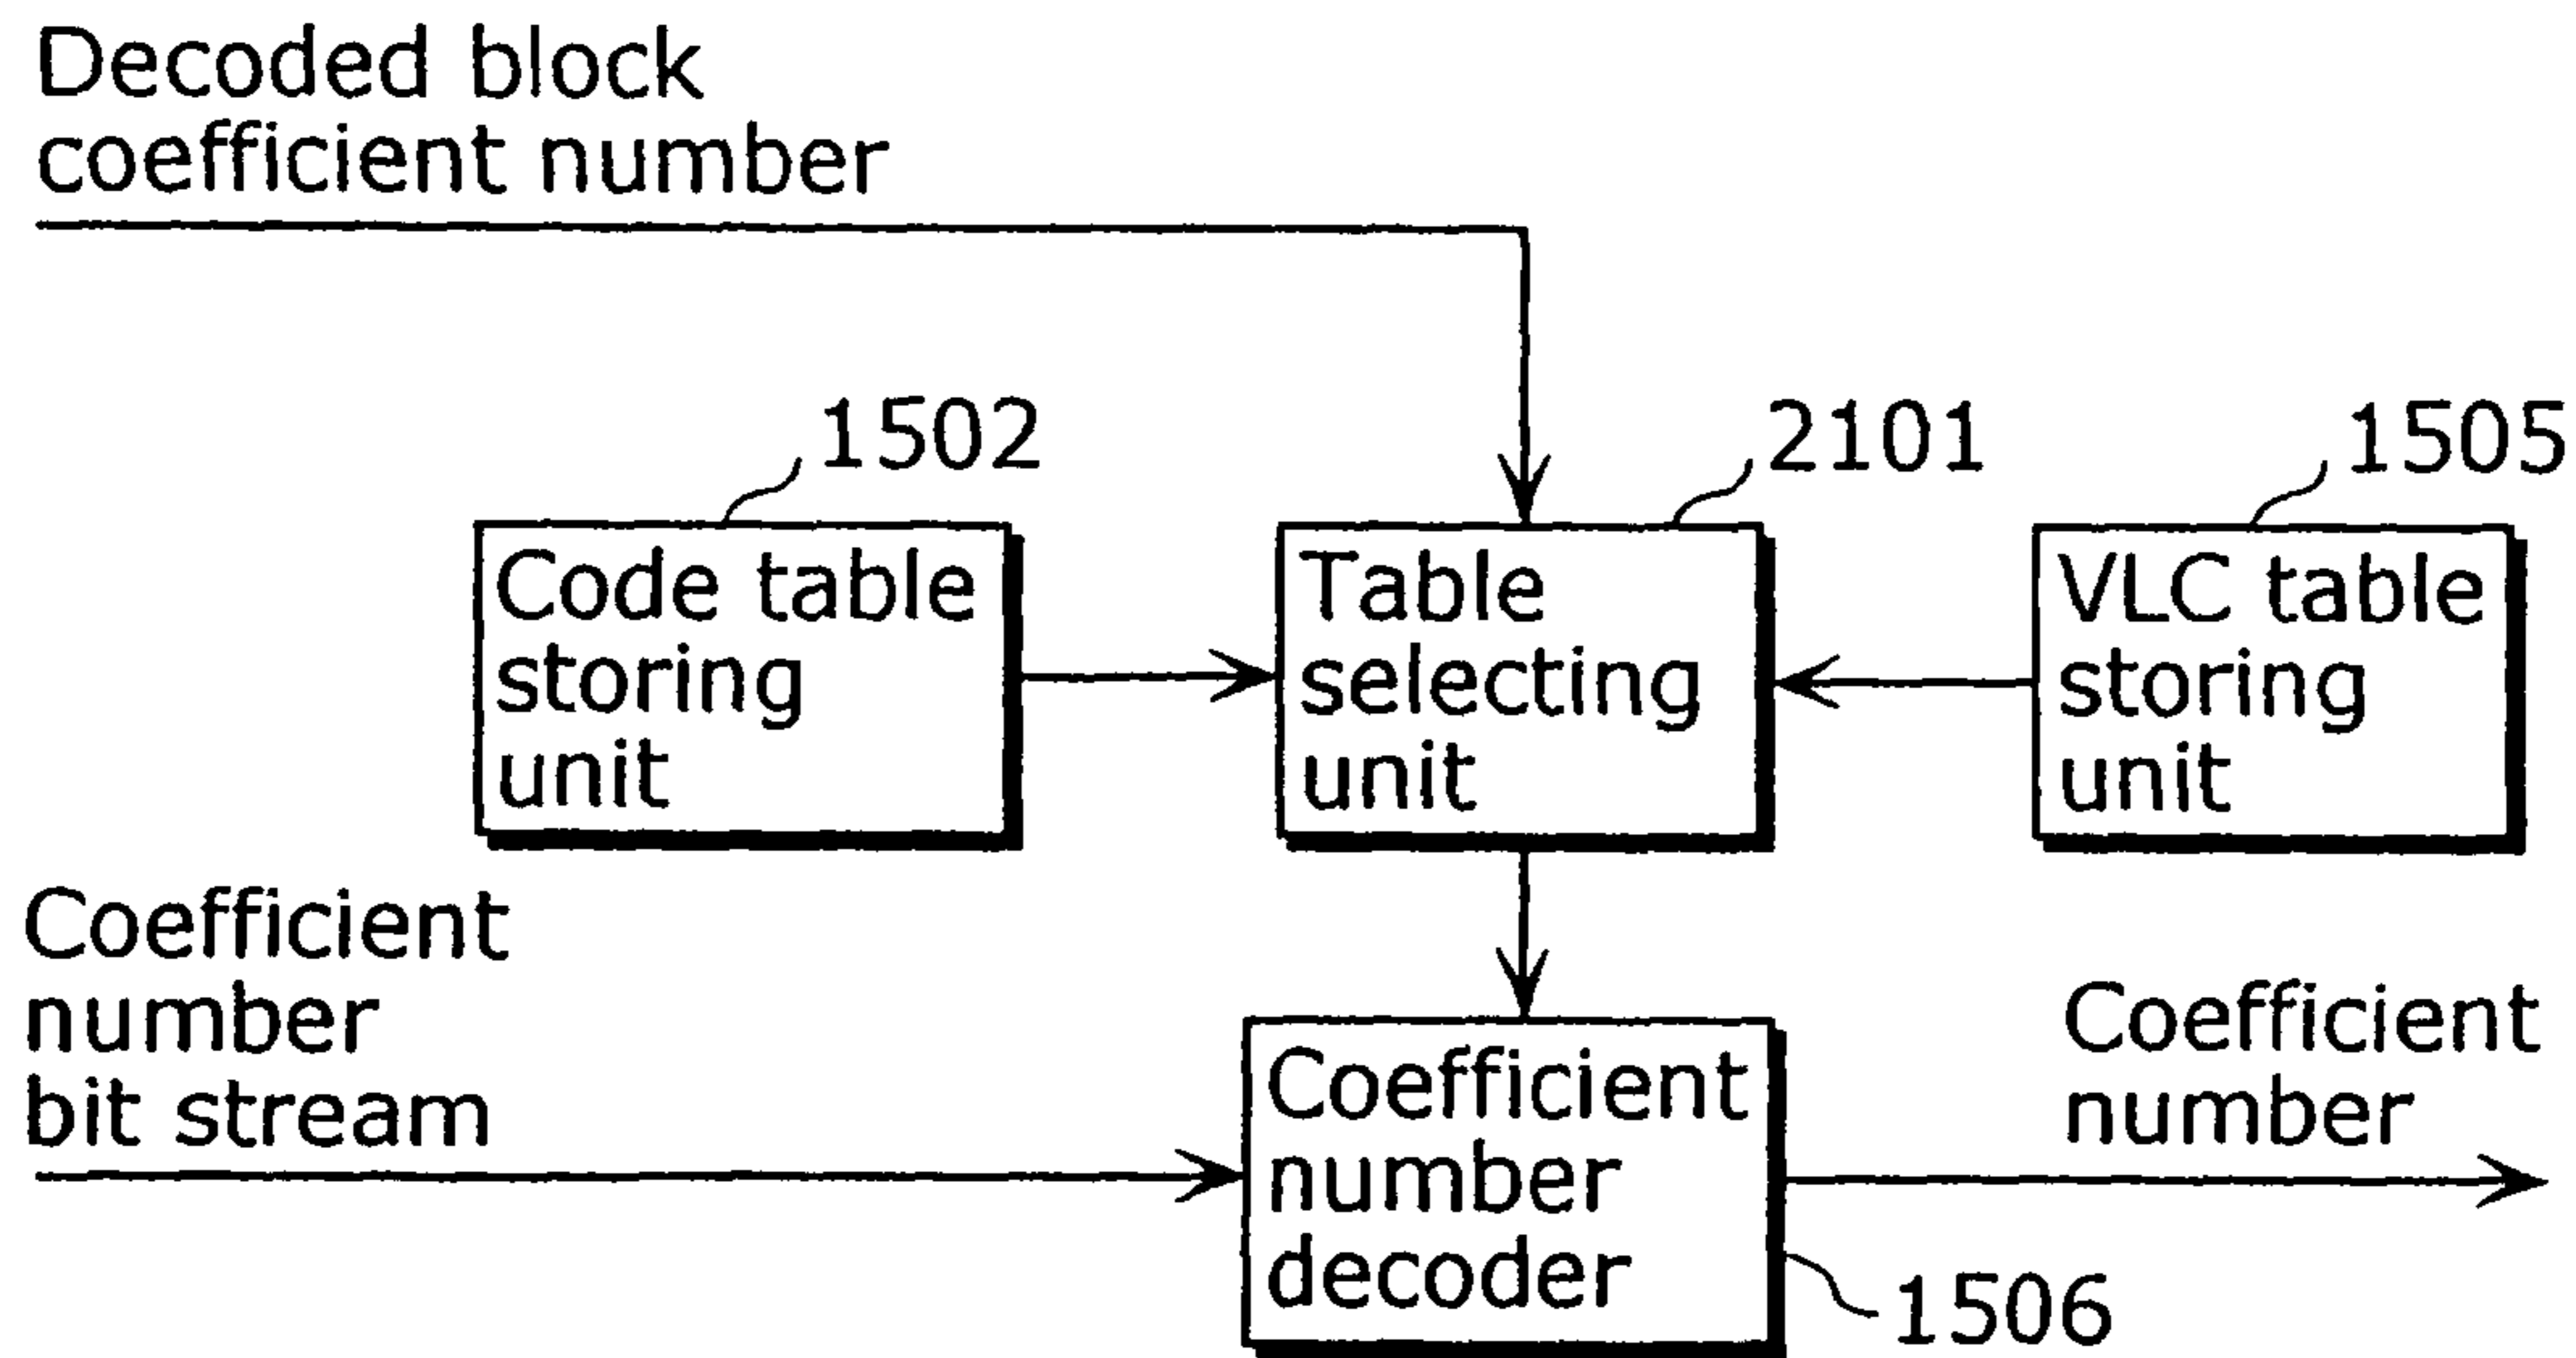 Decoded block
coefficient number
1502
2101
1505
Code table
storing
unit
Table
selecting
unit
VLC table
storing
unit
Coefficient
number
bit stream
Coefficient
number
decoder
Coefficient
number
1506